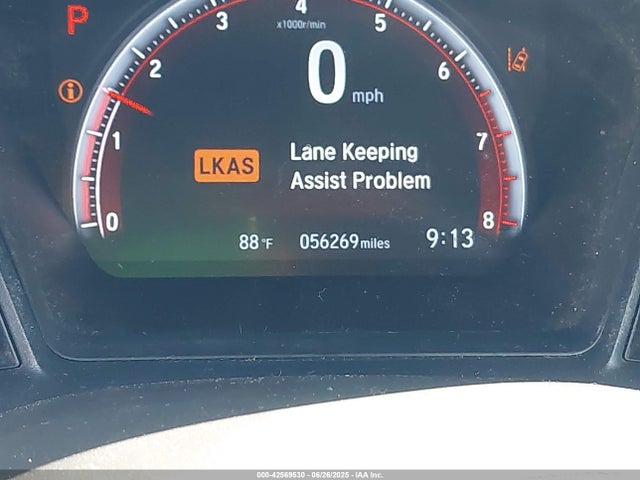 P
0 1 2 3 4 5 6 7 8
x1000r/min
0 mph
LKAS
Lane Keeping
Assist Problem
88°F 056269 miles 9:13
000-42569530 - 06/26/2025 - IAA Inc.